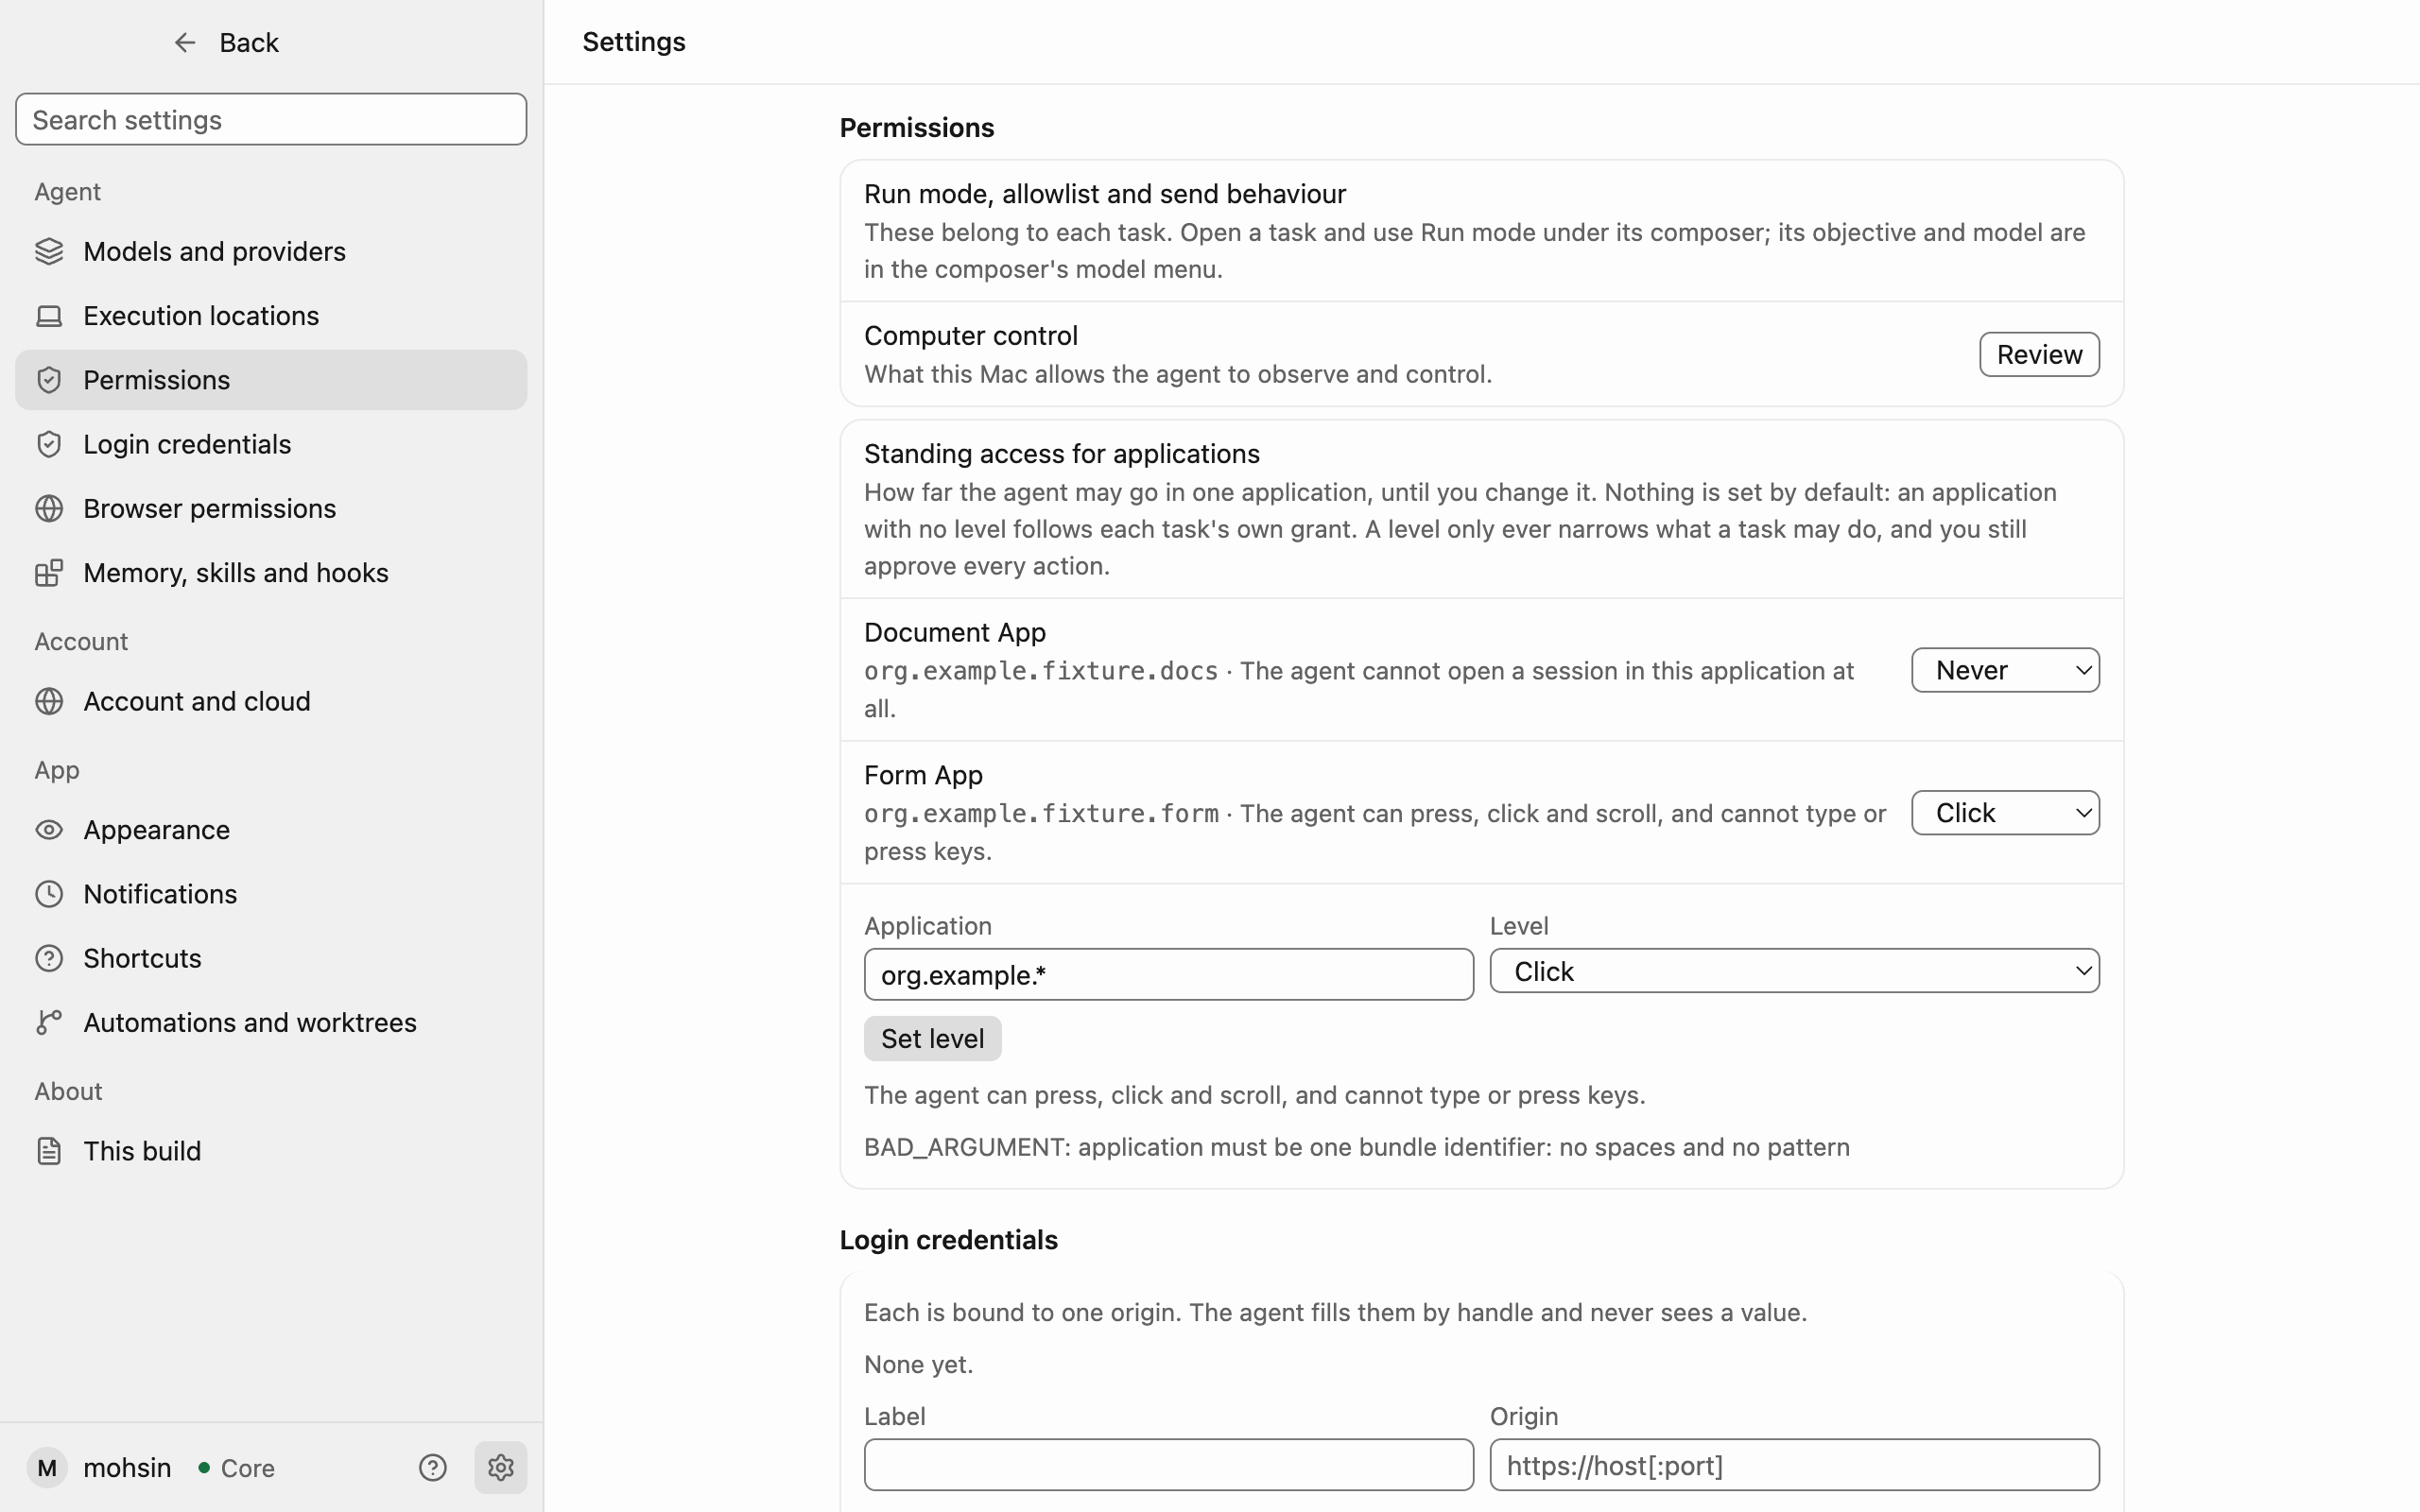 Back
Search settings
Agent
Models and providers
Execution locations
Permissions
Login credentials
Browser permissions
Memory, skills and hooks
Account
Account and cloud
App
Appearance
Notifications
Shortcuts
Automations and worktrees
About
This build
M mohsin Core
Settings
Permissions
Run mode, allowlist and send behaviour
These belong to each task. Open a task and use Run mode under its composer; its objective and model are
in the composer's model menu.
Computer control
What this Mac allows the agent to observe and control.
Review
Standing access for applications
How far the agent may go in one application, until you change it. Nothing is set by default: an application
with no level follows each task's own grant. A level only ever narrows what a task may do, and you still
approve every action.
Document App
org.example.fixture.docs · The agent cannot open a session in this application at
all.
Never
Form App
org.example.fixture.form · The agent can press, click and scroll, and cannot type or
press keys.
Click
Application
org.example.*
Level
Click
Set level
The agent can press, click and scroll, and cannot type or press keys.
BAD_ARGUMENT: application must be one bundle identifier: no spaces and no pattern
Login credentials
Each is bound to one origin. The agent fills them by handle and never sees a value.
None yet.
Label
Origin
https://host[:port]